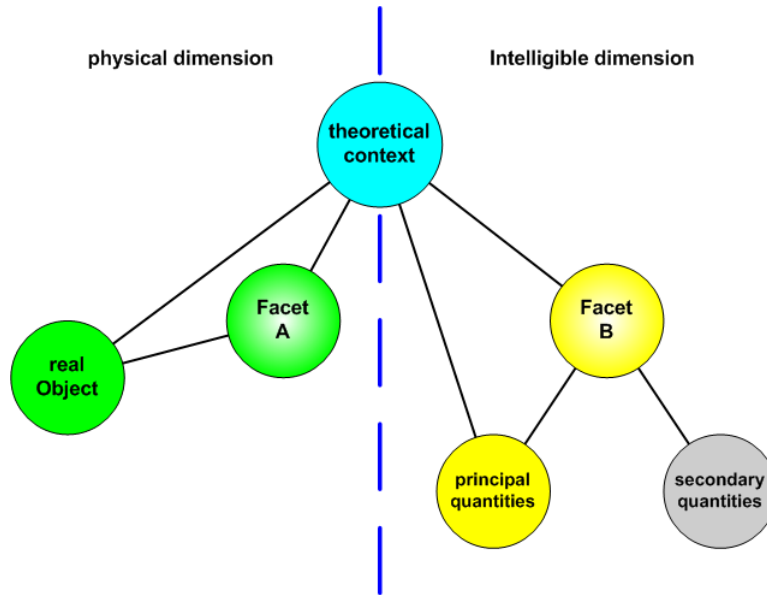 physical dimension
Intelligible dimension
theoretical
context
Facet
A
Facet
B
real
Object
principal
quantities
secondary
quantities